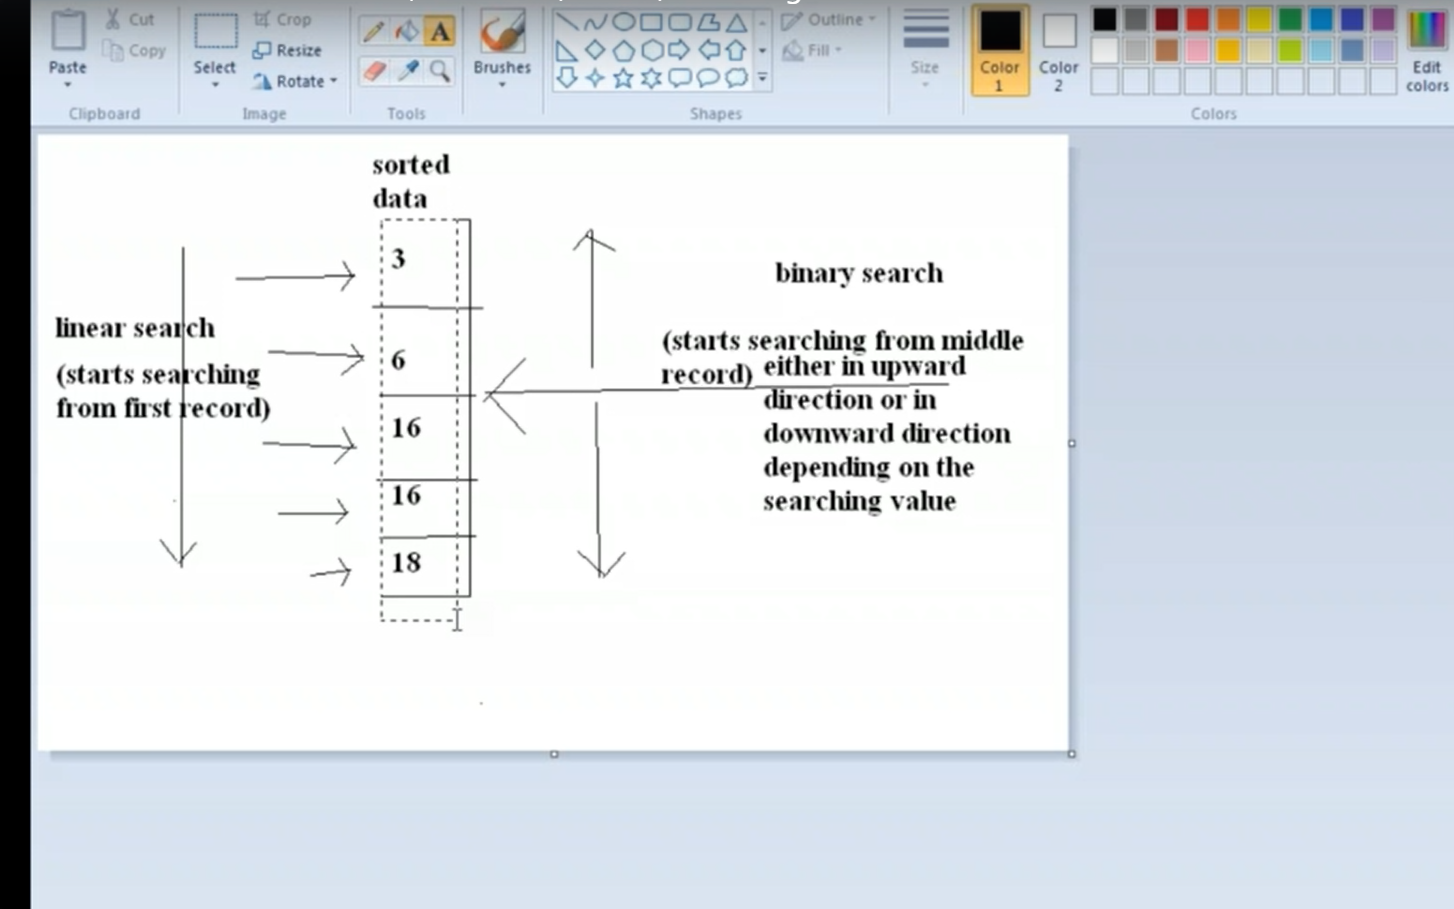 Cut
Copy
Paste
Clipboard
Crop
Resize
Rotate
Select
Image
A
Tools
Brushes
Shapes
Outline
Fill
Size
Color
1
Color
2
Colors
Edit
colors
sorted
data
3
6
16
16
18
linear search
(starts searching
from first record)
binary search
(starts searching from middle
record)
either in upward
direction or in
downward direction
depending on the
searching value